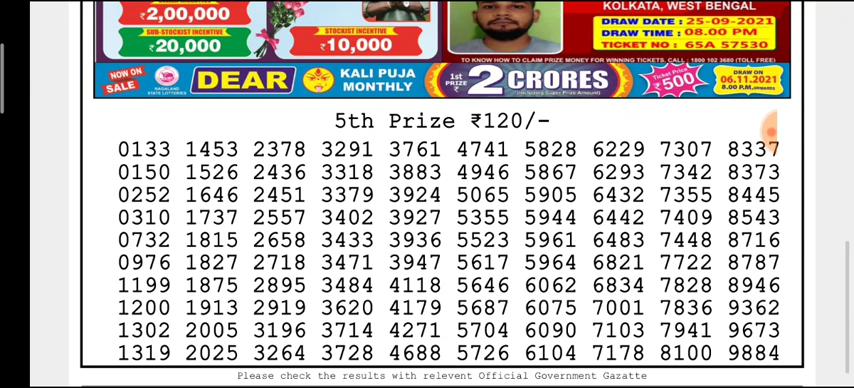 ₹2,00,000
SUB-STOCKIST INCENTIVE
₹20,000
STOCKIST INCENTIVE
₹10,000
KOLKATA, WEST BENGAL
DRAW DATE : 25-09-2021
DRAW TIME : 08.00 PM
TICKET NO : 65A 57530
TO KNOW HOW TO CLAIM PRIZE MONEY FOR WINNING TICKETS, CALL : 1800 102 3680 (TOLL FREE)
NOW ON SALE
NAGALAND STATE LOTTERIES
DEAR
KALI PUJA MONTHLY
1st PRIZE ₹ 2 CRORES
(Including Super Prize Amount)
Ticket Price ₹500
DRAW ON 06.11.2021 8.00 P.M. ONWARDS
5th Prize ₹120/-
0133 1453 2378 3291 3761 4741 5828 6229 7307 8337
0150 1526 2436 3318 3883 4946 5867 6293 7342 8373
0252 1646 2451 3379 3924 5065 5905 6432 7355 8445
0310 1737 2557 3402 3927 5355 5944 6442 7409 8543
0732 1815 2658 3433 3936 5523 5961 6483 7448 8716
0976 1827 2718 3471 3947 5617 5964 6821 7722 8787
1199 1875 2895 3484 4118 5646 6062 6834 7828 8946
1200 1913 2919 3620 4179 5687 6075 7001 7836 9362
1302 2005 3196 3714 4271 5704 6090 7103 7941 9673
1319 2025 3264 3728 4688 5726 6104 7178 8100 9884
Please check the results with relevent Official Government Gazatte